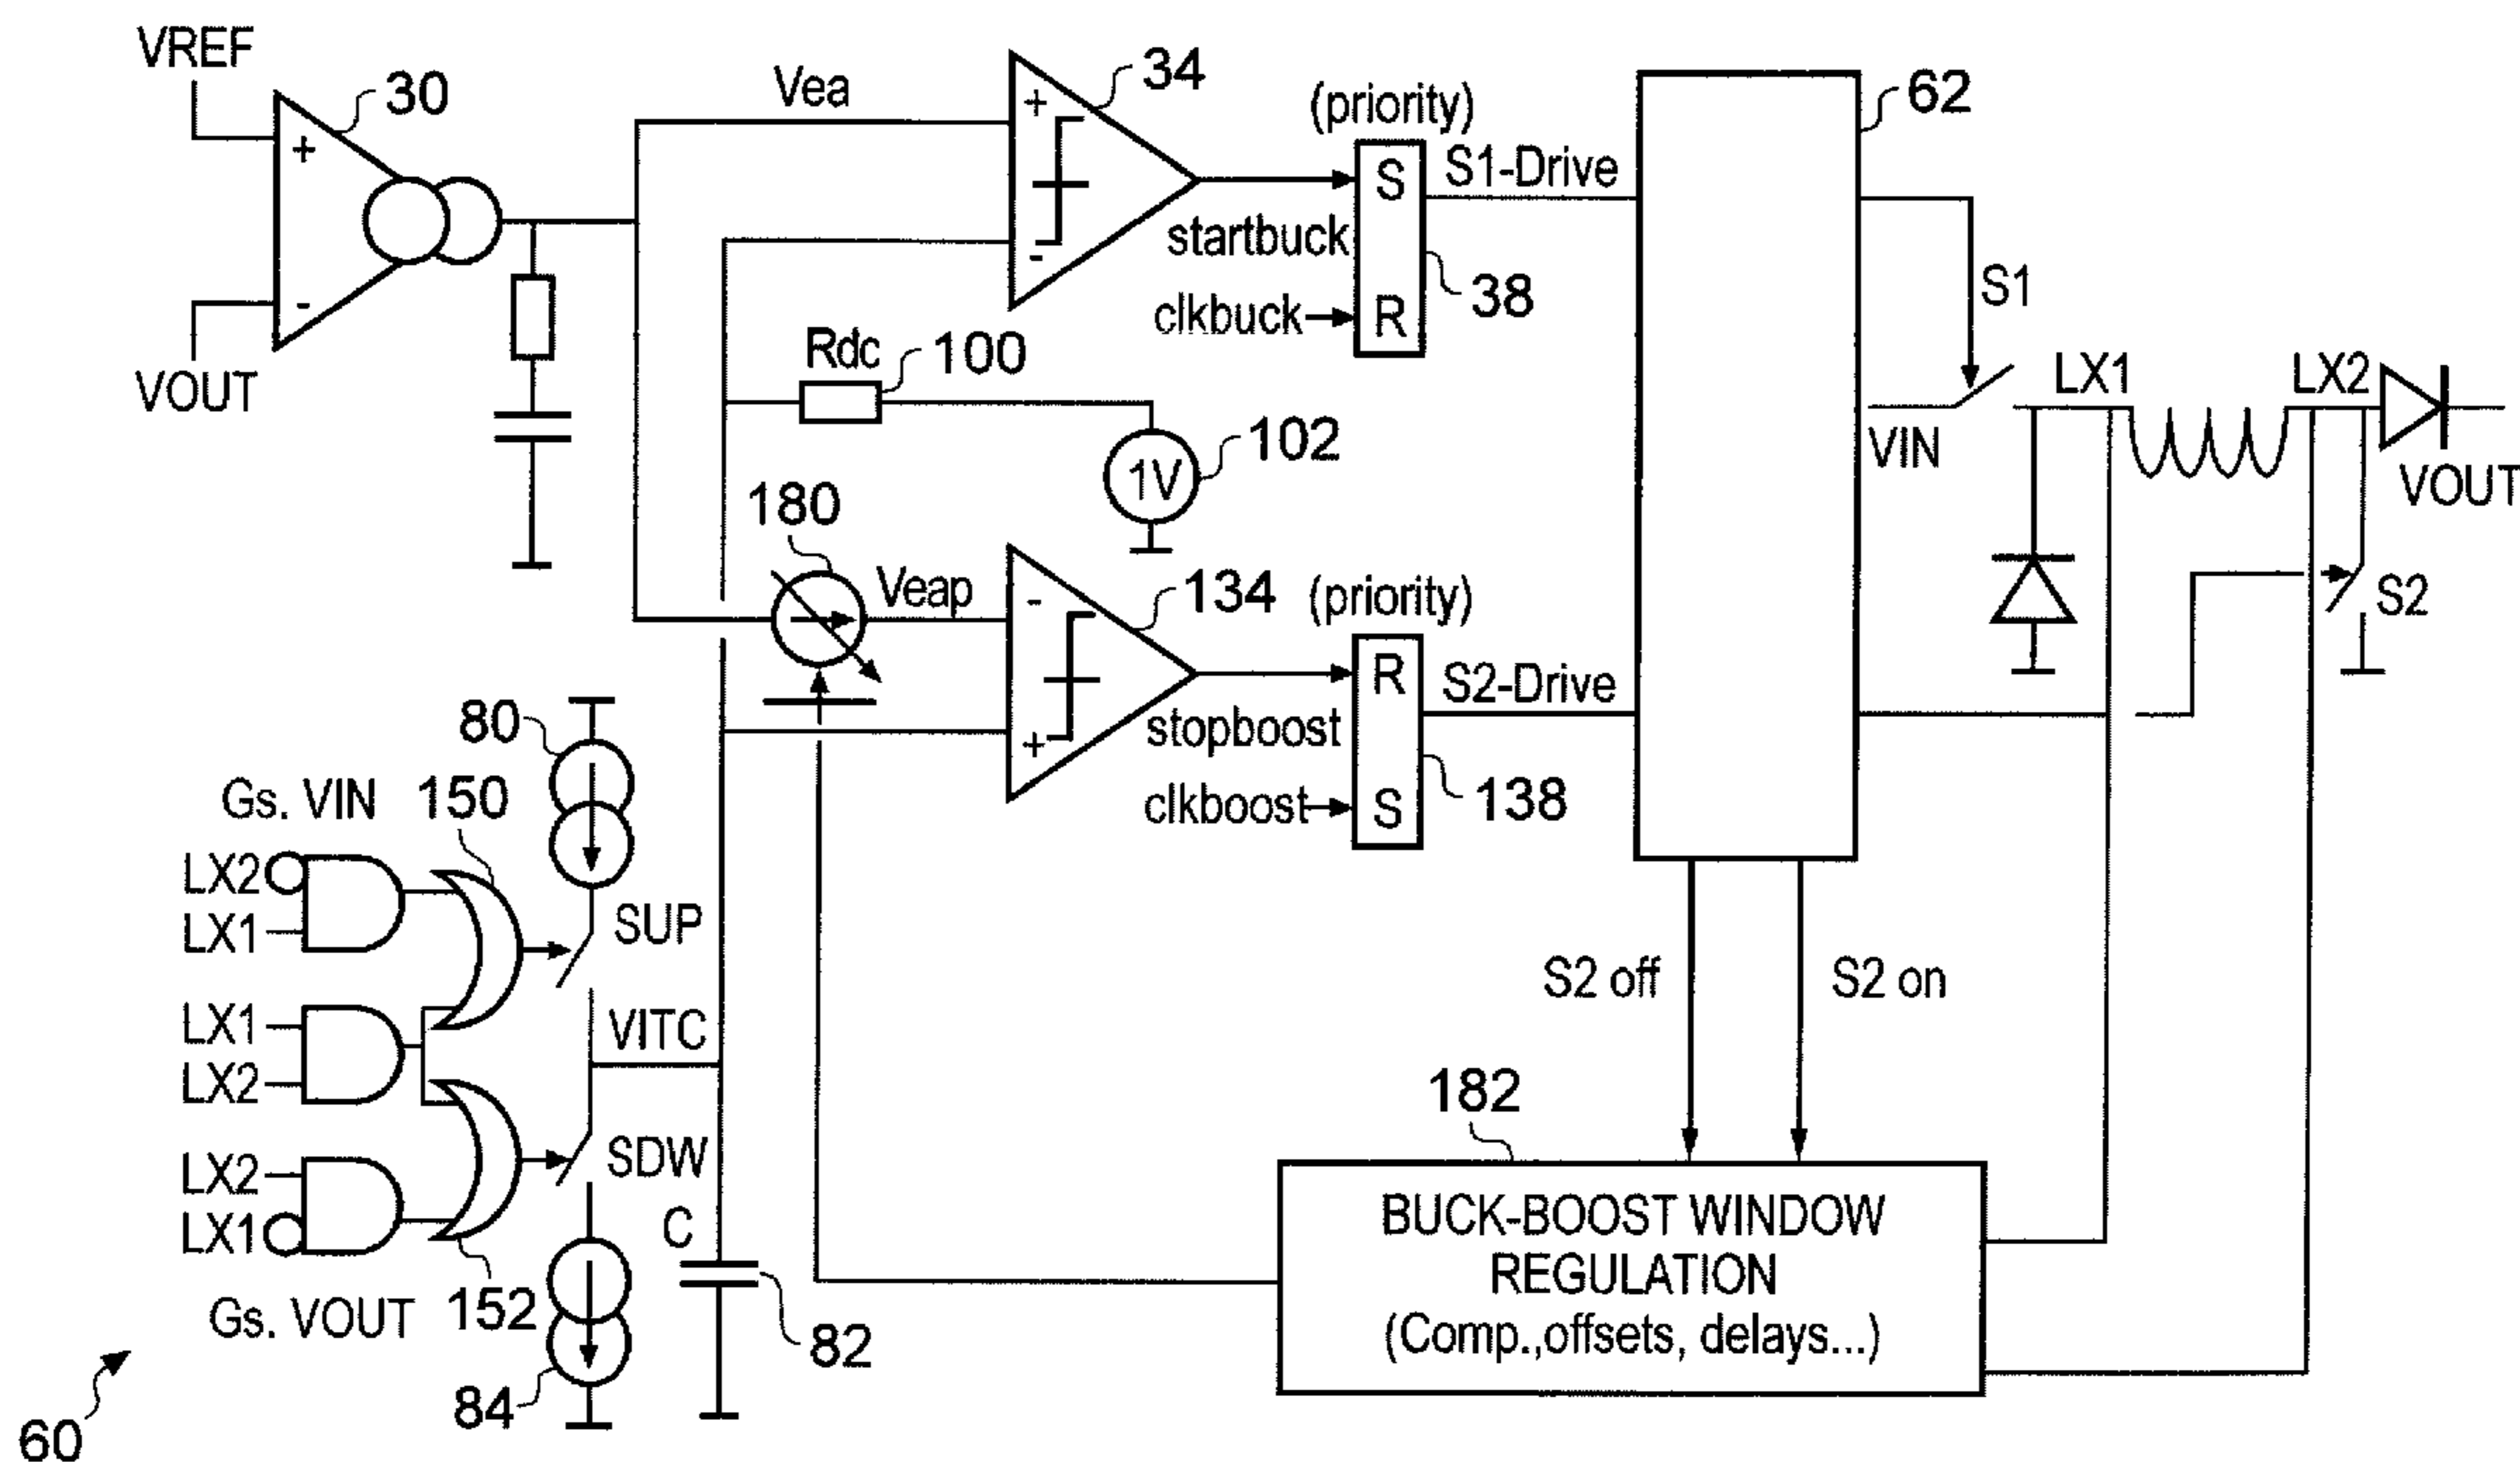 VREF
30
+
-
VOUT
Vea
34
+
-
(priority)
S
startbuck
clkbuck
R
38
S1-Drive
62
S1
VIN
LX1
LX2
VOUT
S2
Rdc
100
1V
102
180
Veap
134
-
+
(priority)
R
stopboost
clkboost
S
138
S2-Drive
80
Gs. VIN
150
LX2
LX1
SUP
LX1
LX2
VITC
LX2
LX1
SDW
Gs. VOUT
152
84
C
82
S2 off
S2 on
182
BUCK-BOOST WINDOW
REGULATION
(Comp.,offsets, delays...)
60